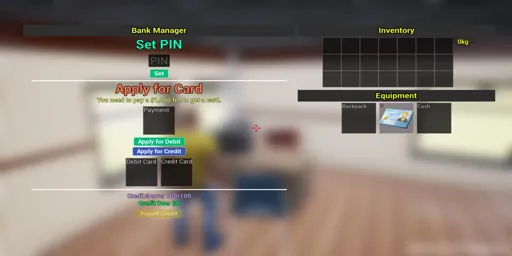 Bank Manager
Set PIN
PIN
Set
Apply for Card
You need to pay a $1,000 fee to get a card.
Payment
Apply for Debit
Apply for Credit
Debit Card
Credit Card
Credit Score: 100/100
Credit Owe: $0
Payoff Credit
Inventory
0kg
Equipment
Backpack
Cash